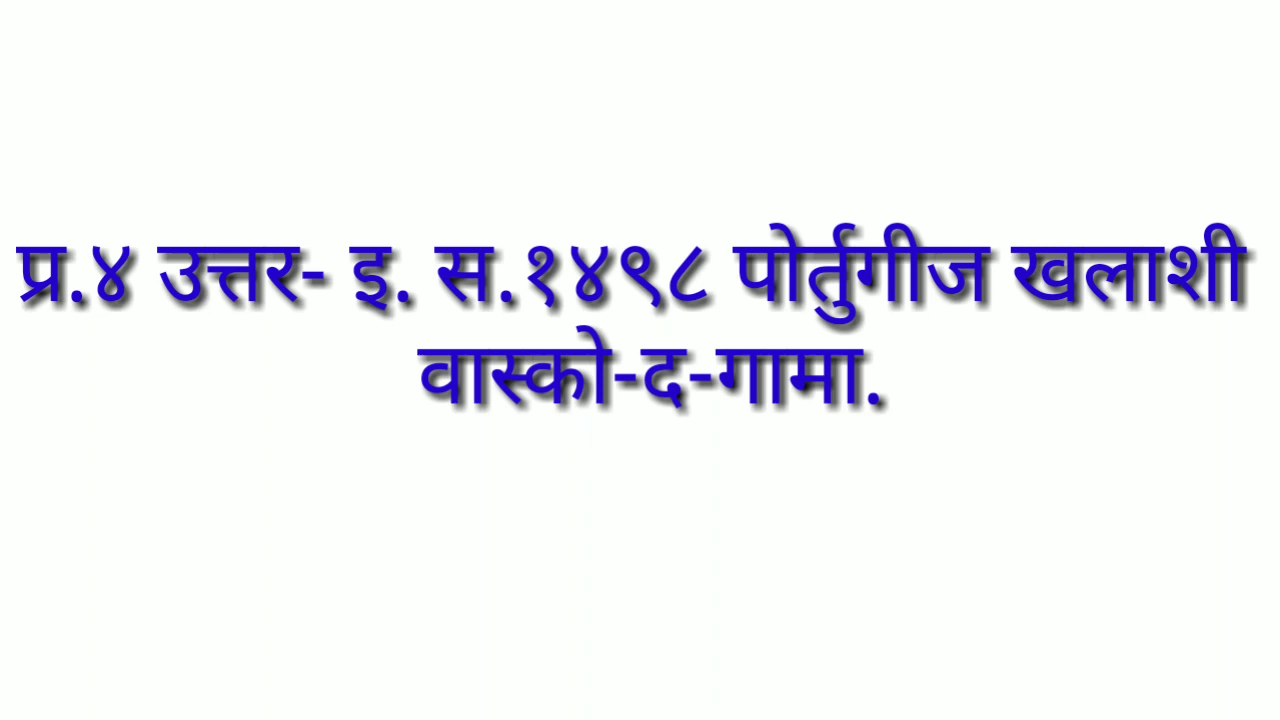 प्र.४ उत्तर- इ. स.१४९८ पोर्तुगीज खलाशी
वास्को-द-गामा.